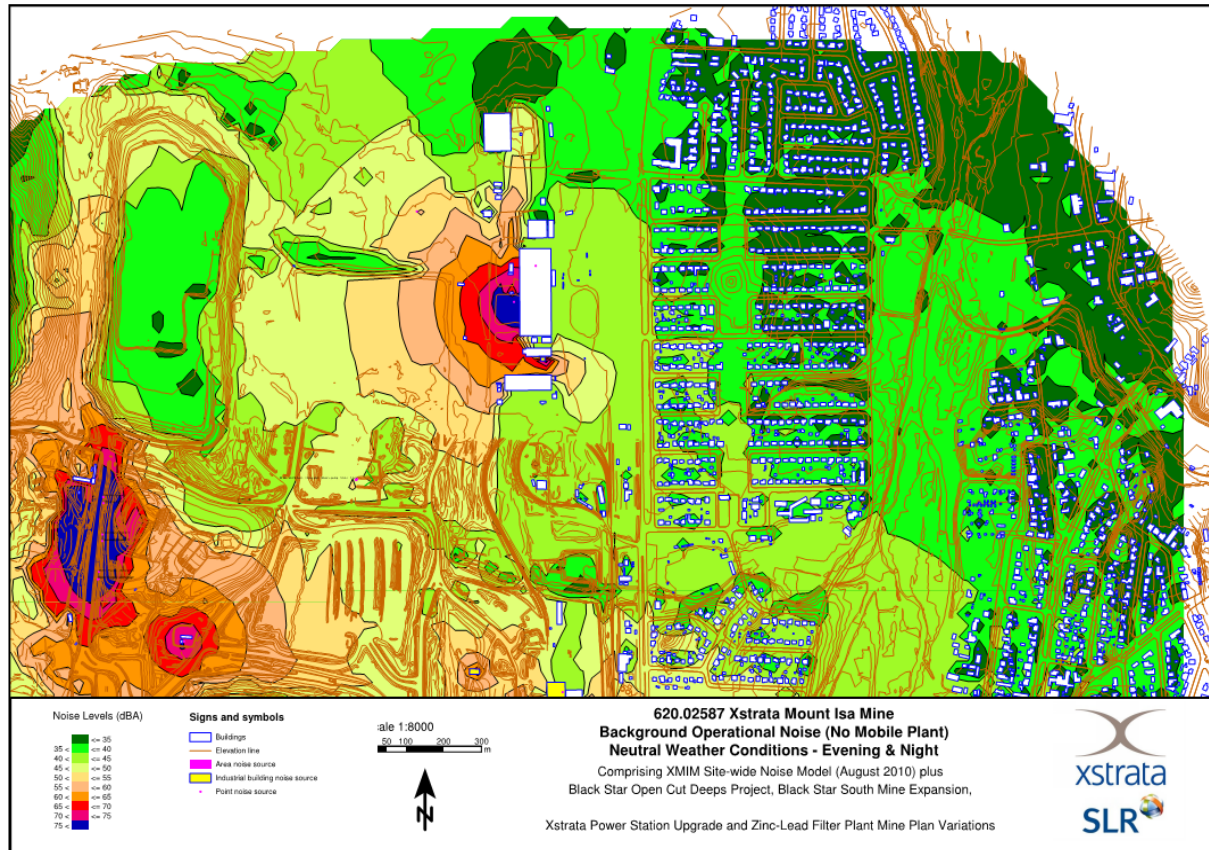 Noise Levels (dBA)
<= 35
35 < <= 40
40 < <= 45
45 < <= 50
50 < <= 55
55 < <= 60
60 < <= 65
65 < <= 70
70 < <= 75
75 <
Signs and symbols
Buildings
Elevation line
Area noise source
Industrial building noise source
Point noise source
ale 1:8000
50 100 200 300
m
N
620.02587 Xstrata Mount Isa Mine
Background Operational Noise (No Mobile Plant)
Neutral Weather Conditions - Evening & Night
Comprising XMIM Site-wide Noise Model (August 2010) plus
Black Star Open Cut Deeps Project, Black Star South Mine Expansion,
Xstrata Power Station Upgrade and Zinc-Lead Filter Plant Mine Plan Variations
xstrata
SLR